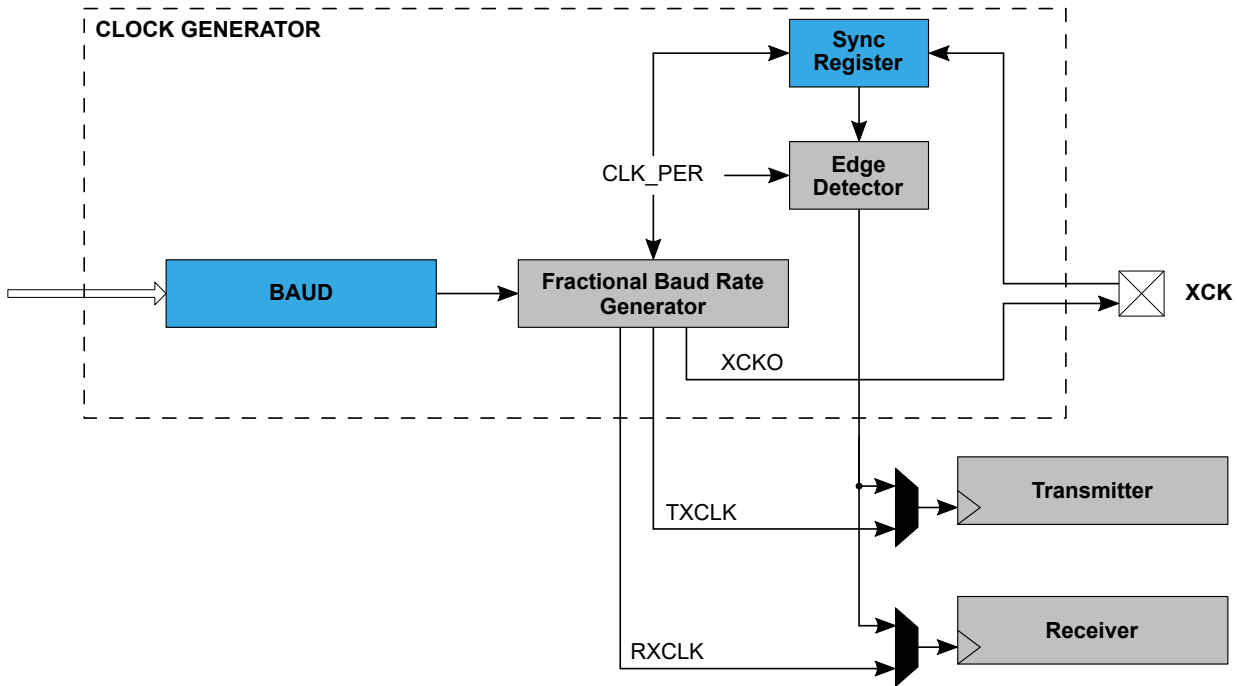 CLOCK GENERATOR
Sync
Register
CLK_PER
Edge
Detector
BAUD
Fractional Baud Rate
Generator
XCK
XCKO
TXCLK
Transmitter
RXCLK
Receiver